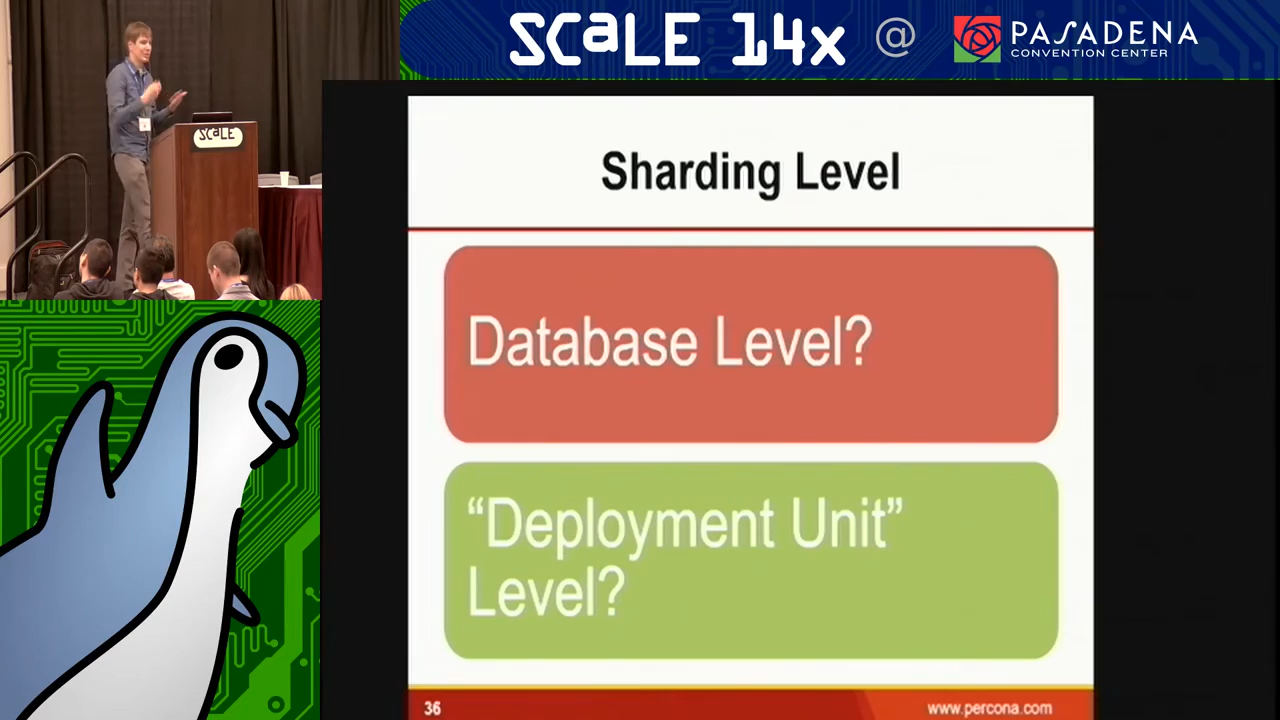 SCaLE 14x @ PASADENA
CONVENTION CENTER
SCaLE
Sharding Level
Database Level?
“Deployment Unit”
Level?
36
www.percona.com